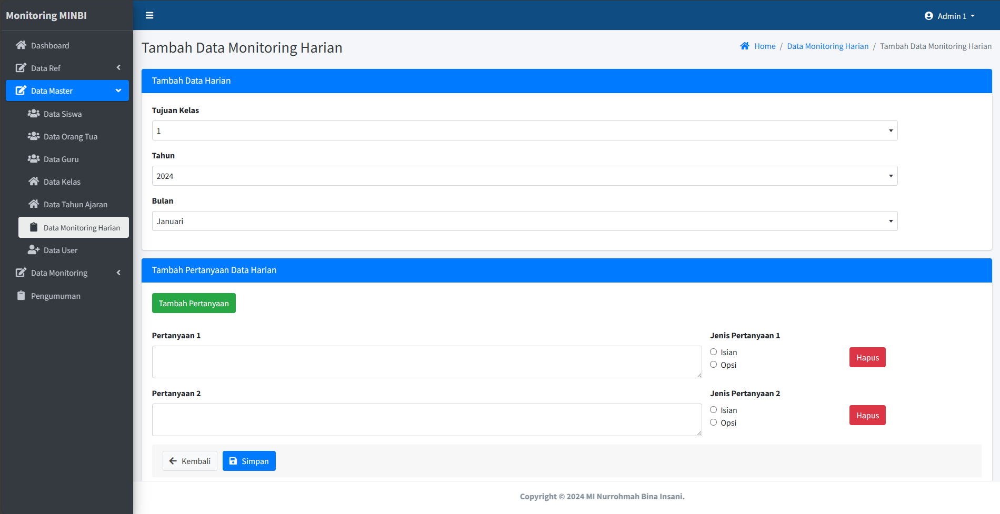 Monitoring MINBI
Admin 1
Dashboard
Data Ref
Data Master
Data Siswa
Data Orang Tua
Data Guru
Data Kelas
Data Tahun Ajaran
Data Monitoring Harian
Data User
Data Monitoring
Pengumuman
Tambah Data Monitoring Harian
Home / Data Monitoring Harian / Tambah Data Monitoring Harian
Tambah Data Harian
Tujuan Kelas
1
Tahun
2024
Bulan
Januari
Tambah Pertanyaan Data Harian
Tambah Pertanyaan
Pertanyaan 1
Jenis Pertanyaan 1
Isian
Opsi
Hapus
Pertanyaan 2
Jenis Pertanyaan 2
Isian
Opsi
Hapus
Kembali
Simpan
Copyright © 2024 MI Nurrohmah Bina Insani.